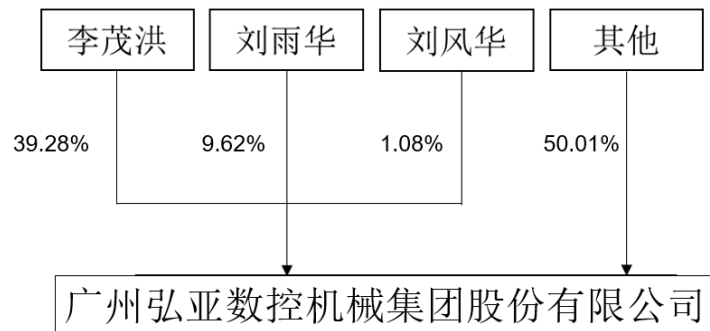 李茂洪 刘雨华 刘风华 其他
39.28% 9.62% 1.08% 50.01%
广州弘亚数控机械集团股份有限公司